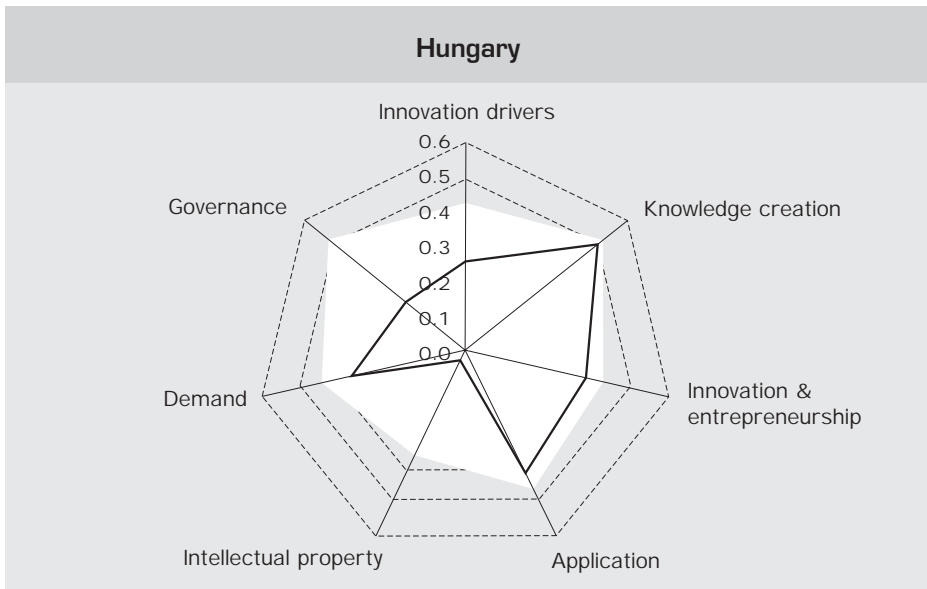 Hungary
Innovation drivers
0.6
0.5
0.4
0.3
0.2
0.1
0.0
Governance
Knowledge creation
Demand
Innovation &
entrepreneurship
Intellectual property
Application